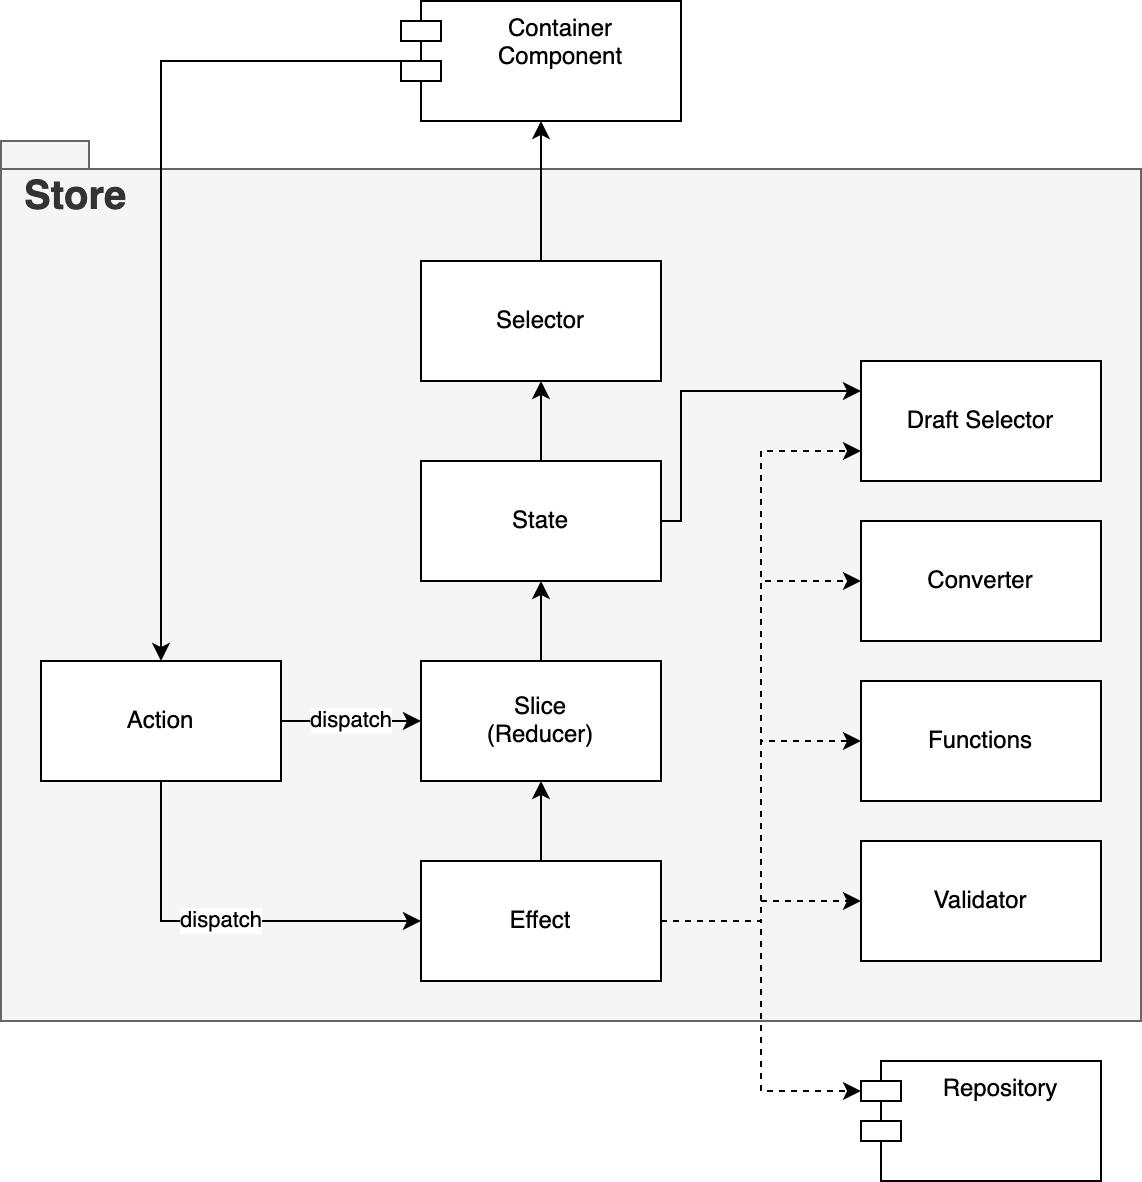 Container
Component
Store
Selector
Draft Selector
State
Converter
Action
dispatch
Slice
(Reducer)
Functions
dispatch
Effect
Validator
Repository